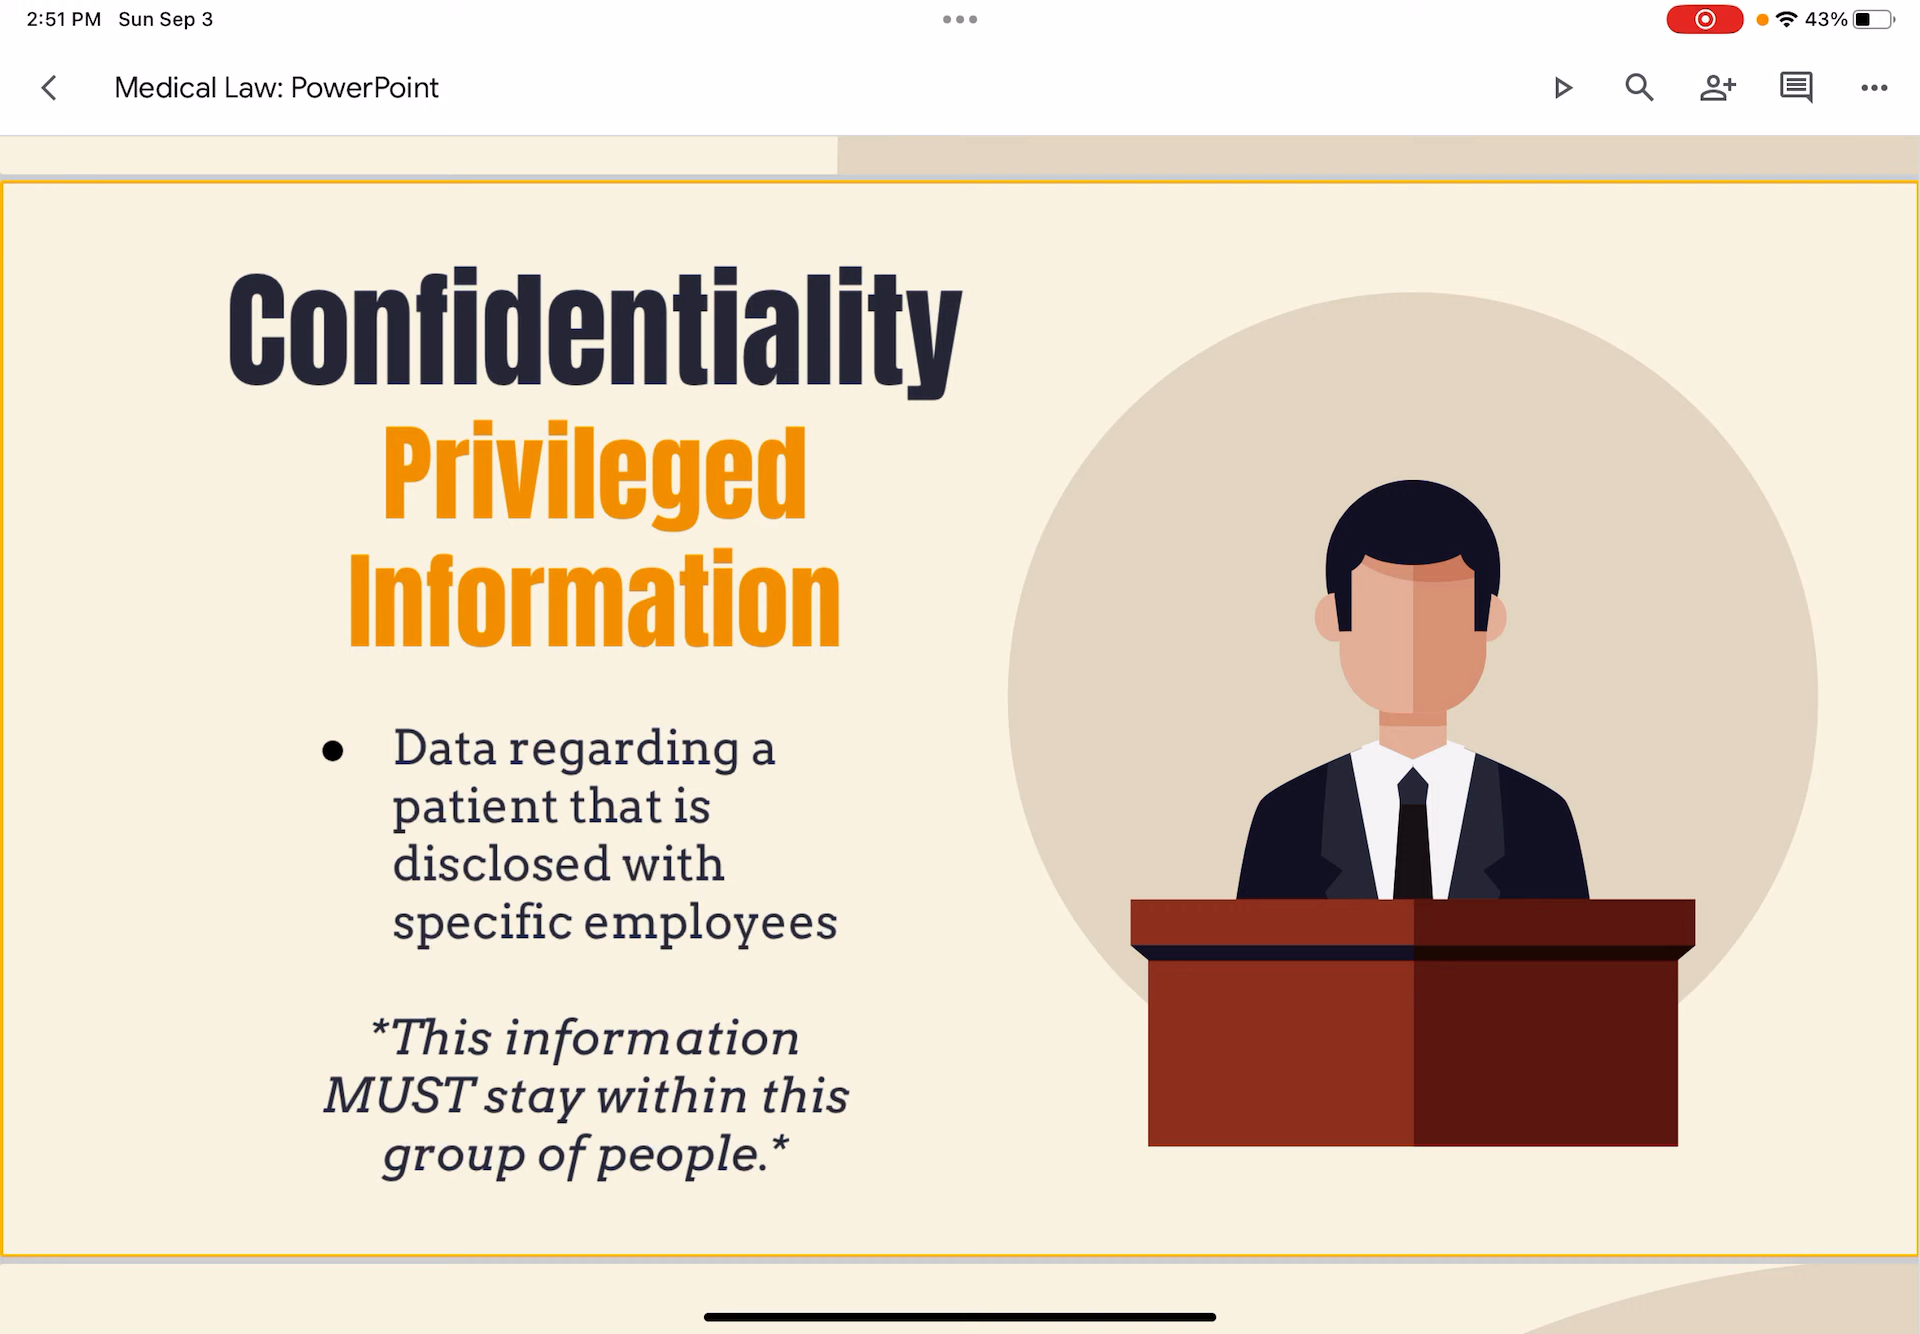 2:51 PM Sun Sep 3
43%
Medical Law: PowerPoint
Confidentiality
Privileged
Information
● Data regarding a
patient that is
disclosed with
specific employees
*This information
MUST stay within this
group of people.*